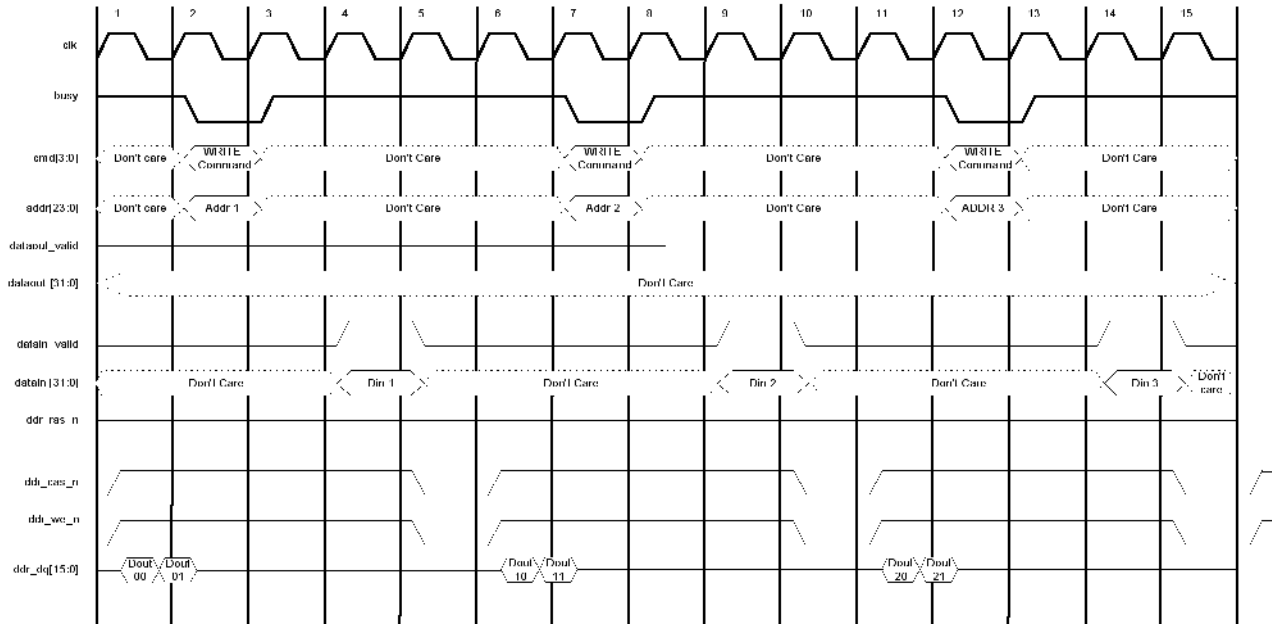 1 2 3 4 5 6 7 8 9 10 11 12 13 14 15
clk
busy
cmd[3:0] Don't care WRITE Command Don't Care WRITE Command Don't Care WRITE Command Don't Care
addr[23:0] Don't care Addr 1 Don't Care Addr 2 Don't Care ADDR 3 Don't Care
dataout_valid
dataout [31:0] Don't Care
datain_valid
datain[31:0] Don't Care Din 1 Don't Care Din 2 Don't Care Din 3 Don't care
ddr_ras_n
ddr_cas_n
ddr_we_n
ddr_dq[15:0] Dout 00 Dout 01 Dout 10 Dout 11 Dout 20 Dout 21